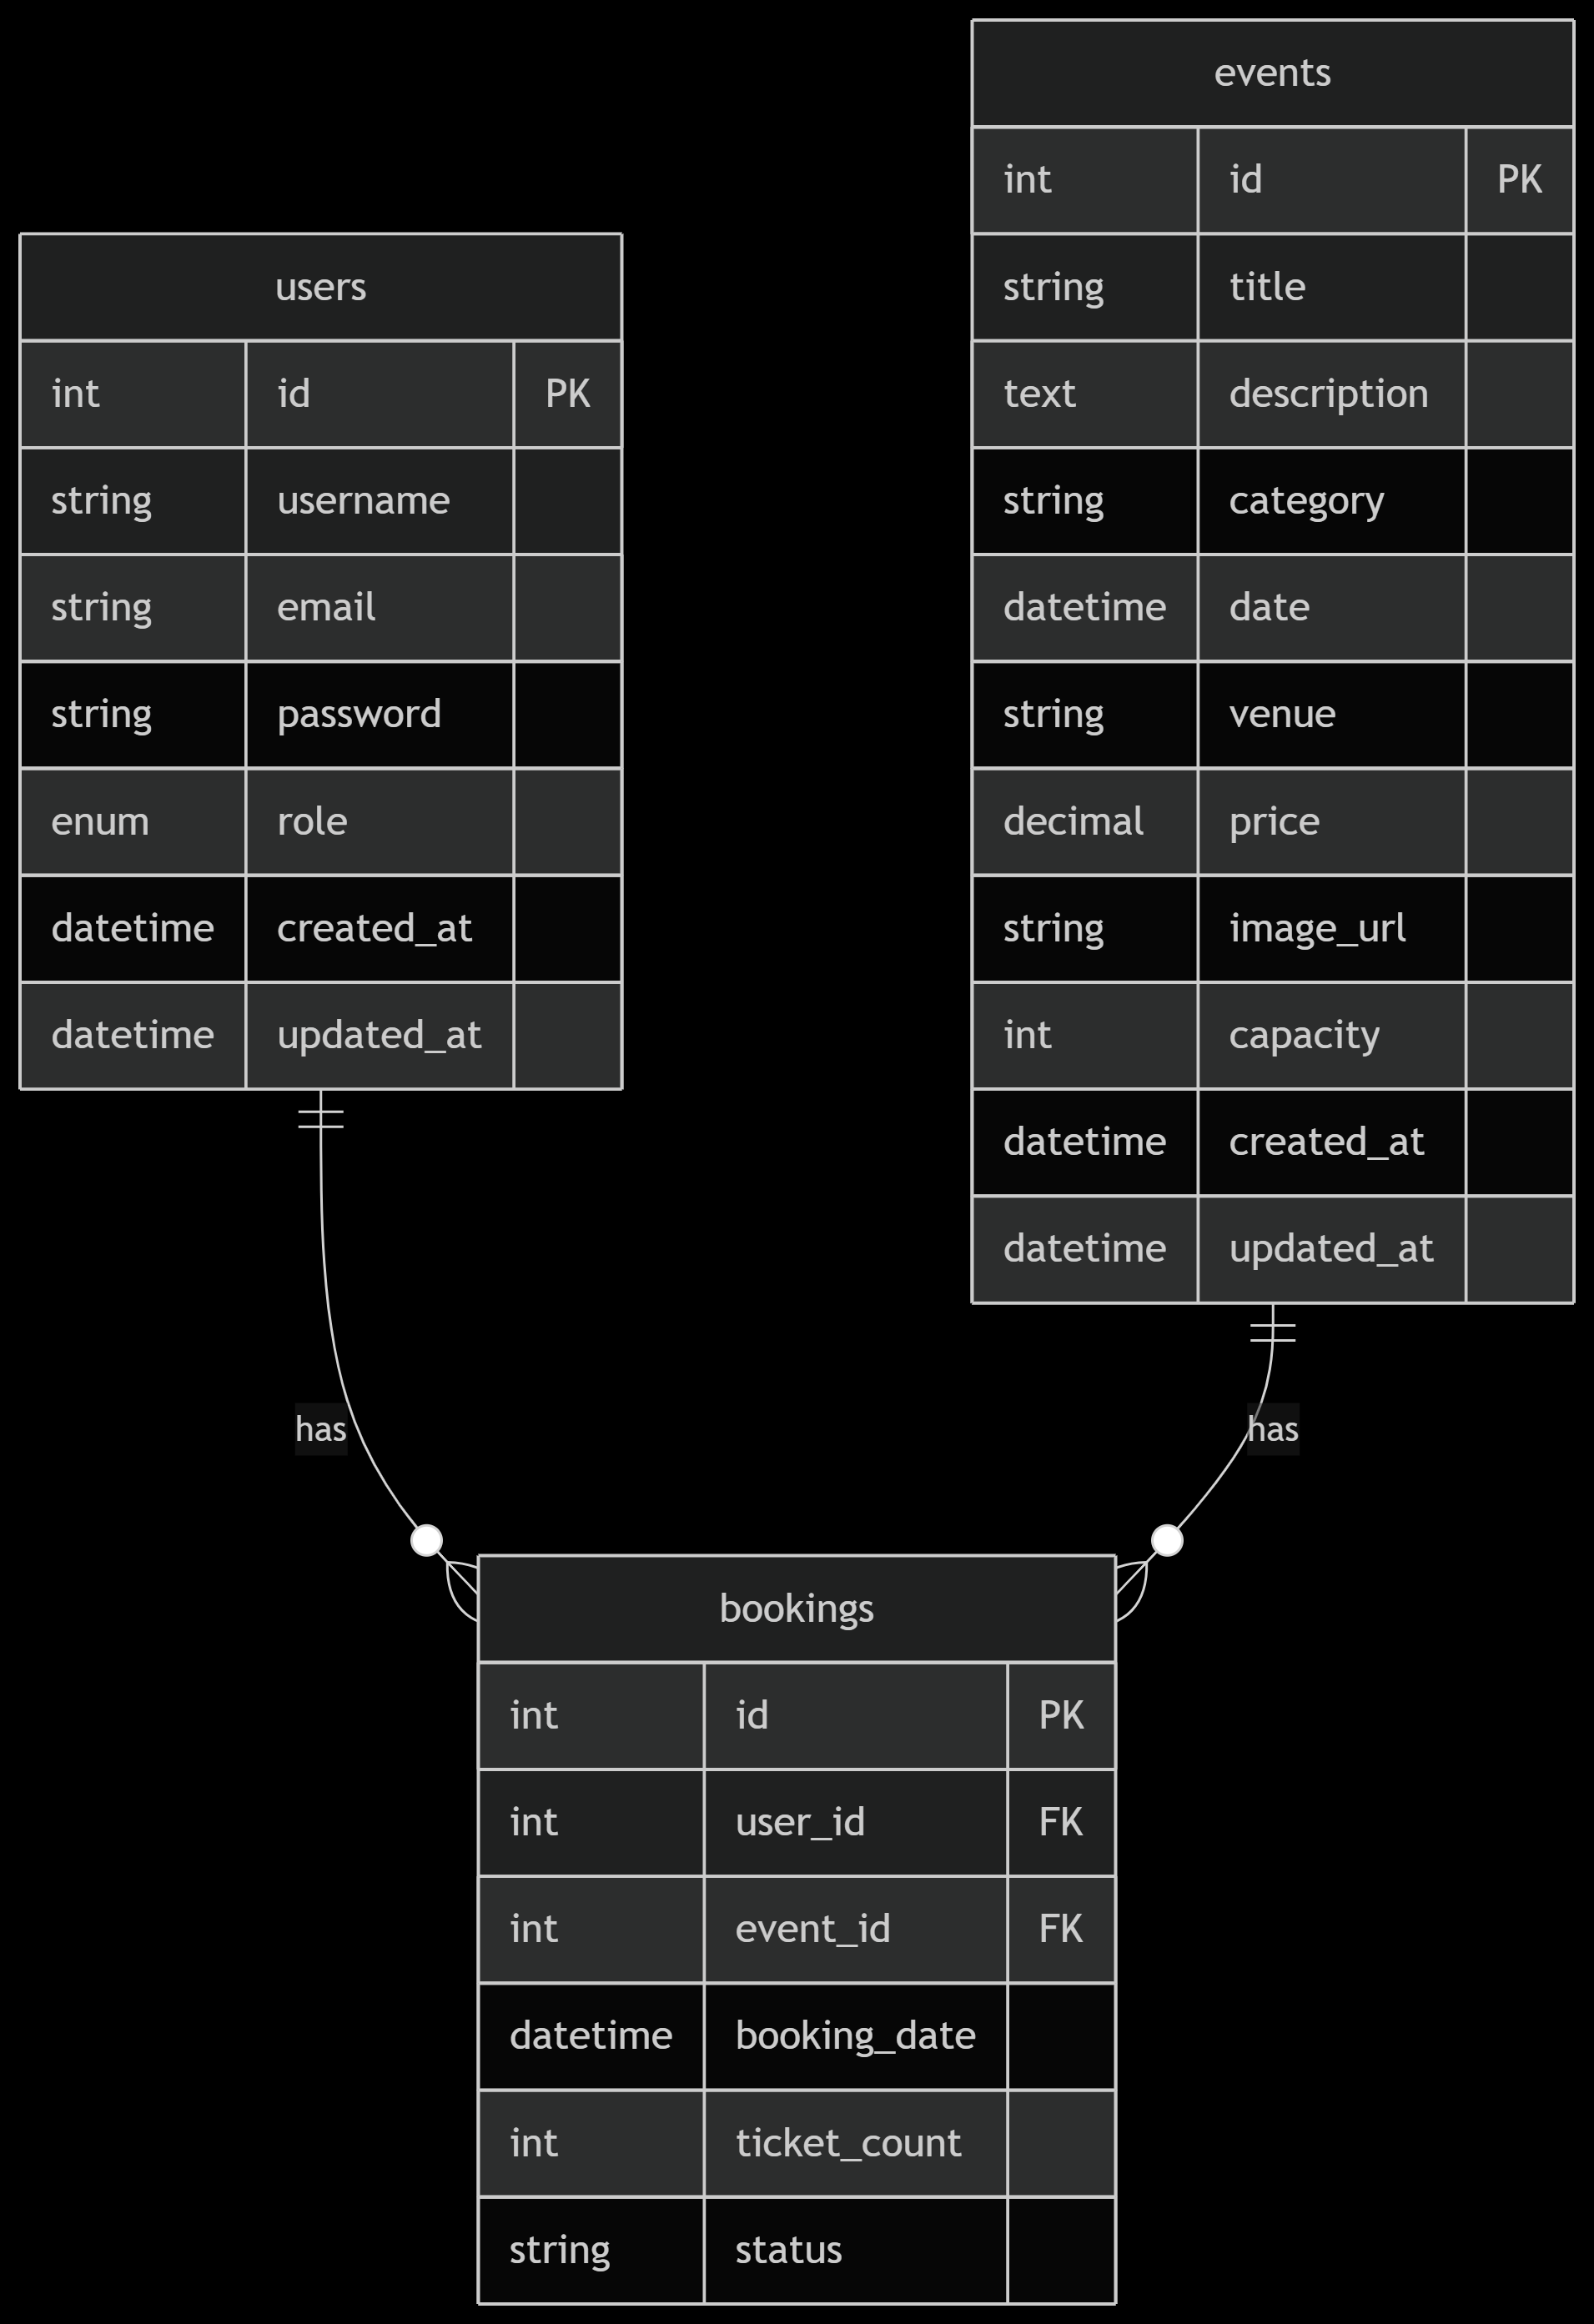 users
int id PK
string username
string email
string password
enum role
datetime created_at
datetime updated_at
events
int id PK
string title
text description
string category
datetime date
string venue
decimal price
string image_url
int capacity
datetime created_at
datetime updated_at
has
has
bookings
int id PK
int user_id FK
int event_id FK
datetime booking_date
int ticket_count
string status